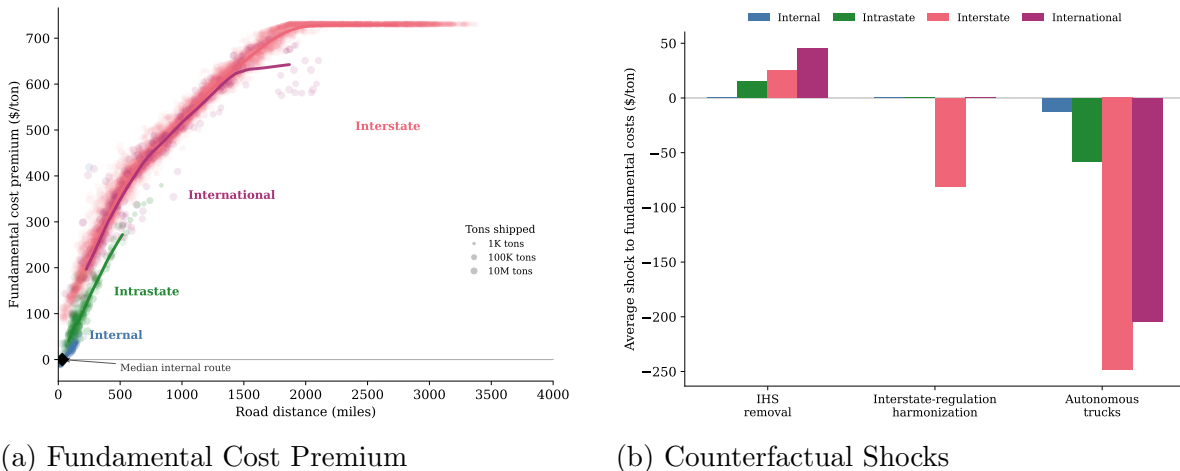 Fundamental cost premium ($/ton)
700
600
500
400
300
200
100
0
Interstate
International
Intrastate
Internal
Tons shipped
1K tons
100K tons
10M tons
Median internal route
0 500 1000 1500 2000 2500 3000 3500 4000
Road distance (miles)
(a) Fundamental Cost Premium
Internal Intrastate Interstate International
Average shock to fundamental costs ($/ton)
50
0
−50
−100
−150
−200
−250
IHS
removal
Interstate-regulation
harmonization
Autonomous
trucks
(b) Counterfactual Shocks